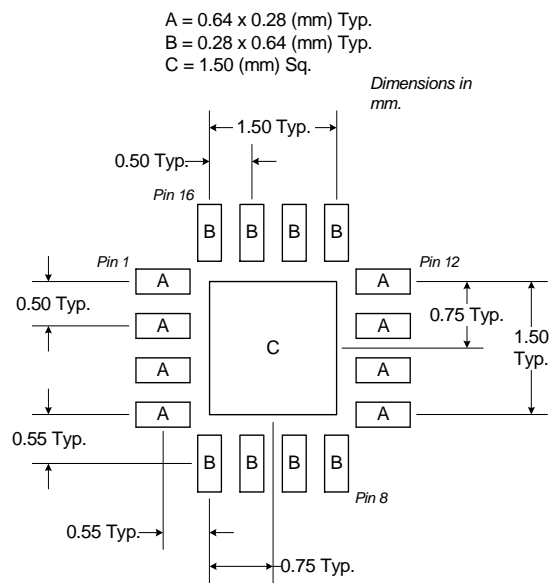 A = 0.64 x 0.28 (mm) Typ.
B = 0.28 x 0.64 (mm) Typ.
C = 1.50 (mm) Sq.
Dimensions in
mm.
1.50 Typ.
0.50 Typ.
Pin 16
B B B B
Pin 1
Pin 12
A A
0.50 Typ.
A A
0.75 Typ.
1.50
Typ.
C
A A
A A
0.55 Typ.
B B B B
Pin 8
0.55 Typ.
0.75 Typ.